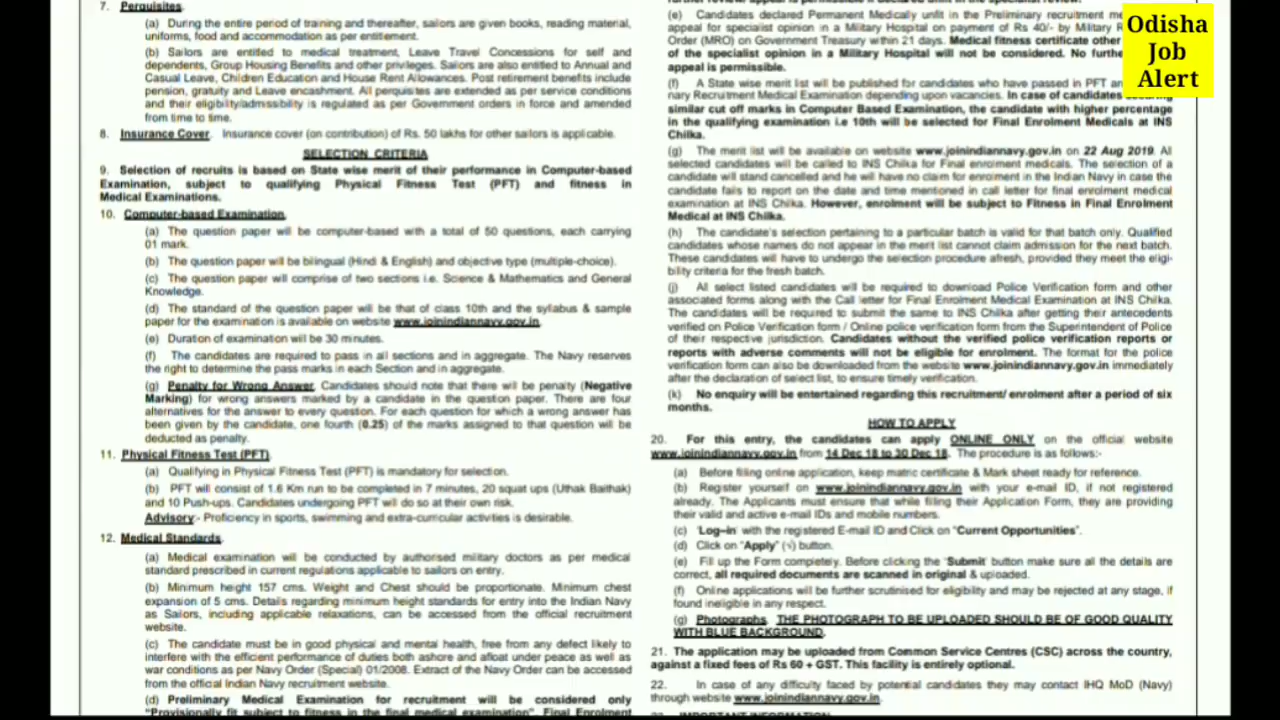 7. Perquisites.
(a) During the entire period of training and thereafter, sailors are given books, reading material,
uniforms, food and accommodation as per entitlement.
(b) Sailors are entitled to medical treatment, Leave Travel Concessions for self and
dependents, Group Housing Benefits and other privileges. Sailors are also entitled to Annual and
Casual Leave, Children Education and House Rent Allowances. Post retirement benefits include
pension, gratuity and Leave encashment. All perquisites are extended as per service conditions
and their eligibility/admissibility is regulated as per Government orders in force and amended
from time to time.
8. Insurance Cover. Insurance cover (on contribution) of Rs. 50 lakhs for other sailors is applicable.
SELECTION CRITERIA
9. Selection of recruits is based on State wise merit of their performance in Computer-based
Examination, subject to qualifying Physical Fitness Test (PFT) and fitness in
Medical Examinations.
10. Computer-based Examination.
(a) The question paper will be computer-based with a total of 50 questions, each carrying
01 mark.
(b) The question paper will be bilingual (Hindi & English) and objective type (multiple-choice).
(c) The question paper will comprise of two sections i.e. Science & Mathematics and General
Knowledge.
(d) The standard of the question paper will be that of class 10th and the syllabus & sample
paper for the examination is available on website www.joinindiannavy.gov.in.
(e) Duration of examination will be 30 minutes.
(f) The candidates are required to pass in all sections and in aggregate. The Navy reserves
the right to determine the pass marks in each Section and in aggregate.
(g) Penalty for Wrong Answer. Candidates should note that there will be penalty (Negative
Marking) for wrong answers marked by a candidate in the question paper. There are four
alternatives for the answer to every question. For each question for which a wrong answer has
been given by the candidate, one fourth (0.25) of the marks assigned to that question will be
deducted as penalty.
11. Physical Fitness Test (PFT).
(a) Qualifying in Physical Fitness Test (PFT) is mandatory for selection.
(b) PFT will consist of 1.6 Km run to be completed in 7 minutes, 20 squat ups (Uthak Baithak)
and 10 Push-ups. Candidates undergoing PFT will do so at their own risk.
Advisory:- Proficiency in sports, swimming and extra-curricular activities is desirable.
12. Medical Standards.
(a) Medical examination will be conducted by authorised military doctors as per medical
standard prescribed in current regulations applicable to sailors on entry.
(b) Minimum height 157 cms. Weight and Chest should be proportionate. Minimum chest
expansion of 5 cms. Details regarding minimum height standards for entry into the Indian Navy
as Sailors, including applicable relaxations, can be accessed from the official recruitment
website.
(c) The candidate must be in good physical and mental health, free from any defect likely to
interfere with the efficient performance of duties both ashore and afloat under peace as well as
war conditions as per Navy Order (Special) 01/2008. Extract of the Navy Order can be accessed
from the official Indian Navy recruitment website.
(d) Preliminary Medical Examination for recruitment will be considered only
"Provisionally fit subject to fitness in the final medical examination". Final Enrolment
(e) Candidates declared Permanent Medically unfit in the Preliminary recruitment me
appeal for specialist opinion in a Military Hospital on payment of Rs 40/- by Military R
Order (MRO) on Government Treasury within 21 days. Medical fitness certificate other
of the specialist opinion in a Military Hospital will not be considered. No furthe
appeal is permissible.
(f) A State wise merit list will be published for candidates who have passed in PFT an
nary Recruitment Medical Examination depending upon vacancies. In case of candidates
similar cut off marks in Computer Based Examination, the candidate with higher percentage
in the qualifying examination i.e 10th will be selected for Final Enrolment Medicals at INS
Chilka.
(g) The merit list will be available on website www.joinindiannavy.gov.in on 22 Aug 2019. All
selected candidates will be called to INS Chilka for Final enrolment medicals. The selection of a
candidate will stand cancelled and he will have no claim for enrolment in the Indian Navy in case the
candidate fails to report on the date and time mentioned in call letter for final enrolment medical
examination at INS Chilka. However, enrolment will be subject to Fitness in Final Enrolment
Medical at INS Chilka.
(h) The candidate's selection pertaining to a particular batch is valid for that batch only. Qualified
candidates whose names do not appear in the merit list cannot claim admission for the next batch.
These candidates will have to undergo the selection procedure afresh, provided they meet the eligi-
bility criteria for the fresh batch.
(j) All select listed candidates will be required to download Police Verification form and other
associated forms along with the Call letter for Final Enrolment Medical Examination at INS Chilka.
The candidates will be required to submit the same to INS Chilka after getting their antecedents
verified on Police Verification form / Online police verification form from the Superintendent of Police
of their respective jurisdiction. Candidates without the verified police verification reports or
reports with adverse comments will not be eligible for enrolment. The format for the police
verification form can also be downloaded from the website www.joinindiannavy.gov.in immediately
after the declaration of select list, to ensure timely verification.
(k) No enquiry will be entertained regarding this recruitment/ enrolment after a period of six
months.
HOW TO APPLY
20. For this entry, the candidates can apply ONLINE ONLY on the official website
www.joinindiannavy.gov.in from 14 Dec 18 to 30 Dec 18. The procedure is as follows:-
(a) Before filing online application, keep matric certificate & Mark sheet ready for reference.
(b) Register yourself on www.joinindiannavy.gov.in with your e-mail ID, if not registered
already. The Applicants must ensure that while filing their Application Form, they are providing
their valid and active e-mail IDs and mobile numbers.
(c) 'Log-in' with the registered E-mail ID and Click on "Current Opportunities".
(d) Click on "Apply" (√) button.
(e) Fill up the Form completely. Before clicking the 'Submit' button make sure all the details are
correct, all required documents are scanned in original & uploaded.
(f) Online applications will be further scrutinised for eligibility and may be rejected at any stage, if
found ineligible in any respect.
(g) Photographs. THE PHOTOGRAPH TO BE UPLOADED SHOULD BE OF GOOD QUALITY
WITH BLUE BACKGROUND.
21. The application may be uploaded from Common Service Centres (CSC) across the country,
against a fixed fees of Rs 60 + GST. This facility is entirely optional.
22. In case of any difficulty faced by potential candidates they may contact IHQ MoD (Navy)
through website www.joinindiannavy.gov.in.
Odisha
Job
Alert